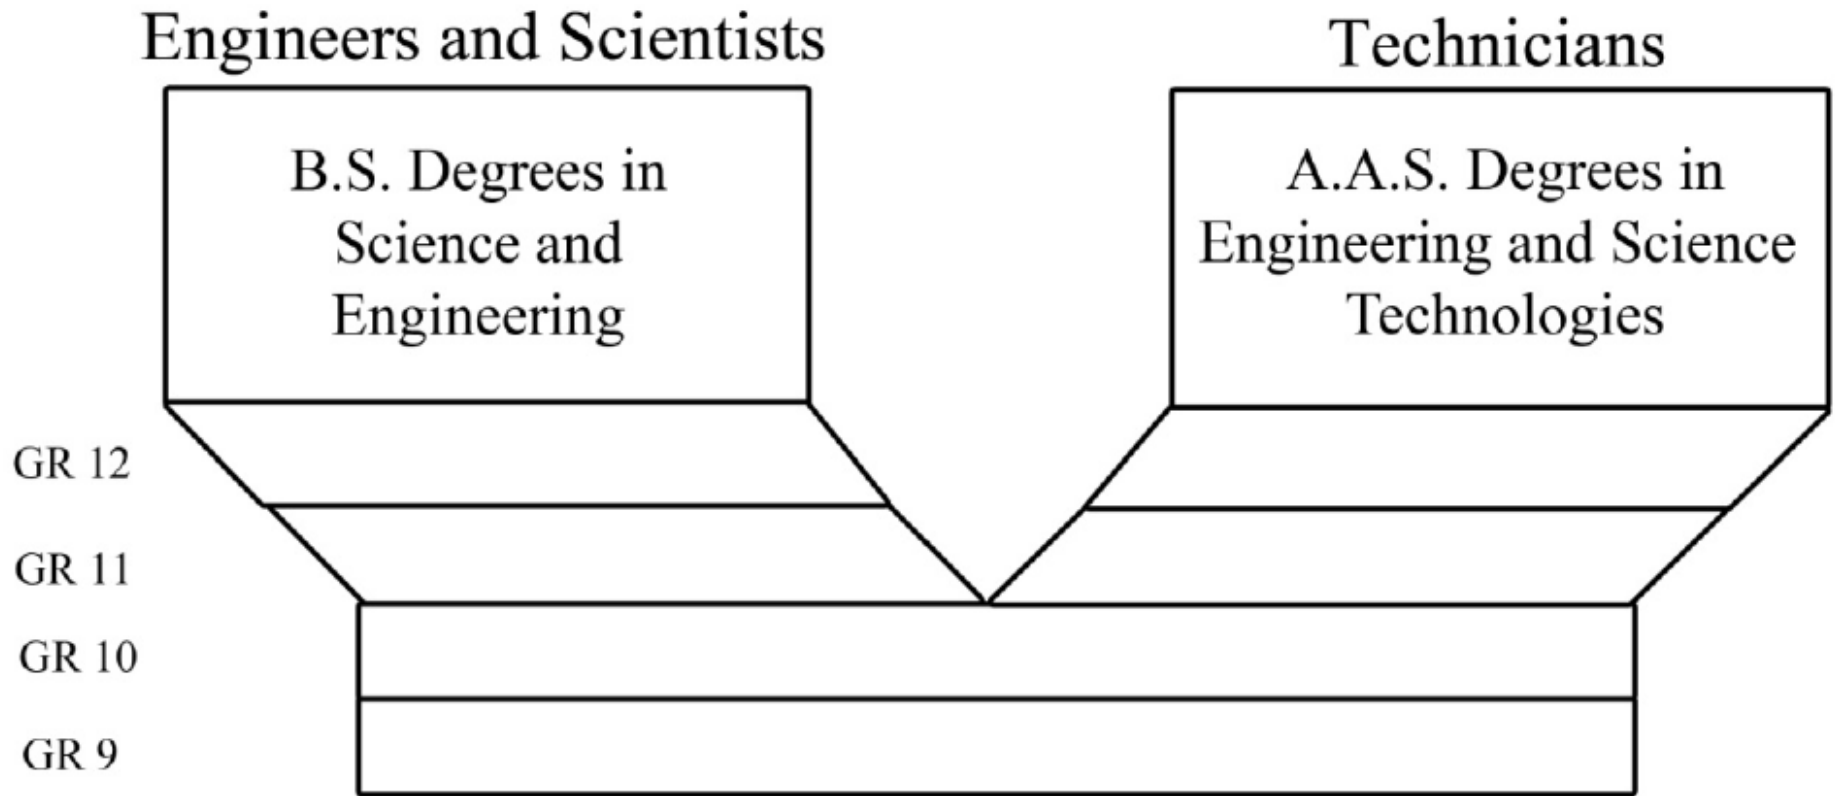 Engineers and Scientists
Technicians
B.S. Degrees in
Science and
Engineering
A.A.S. Degrees in
Engineering and Science
Technologies
GR 12
GR 11
GR 10
GR 9